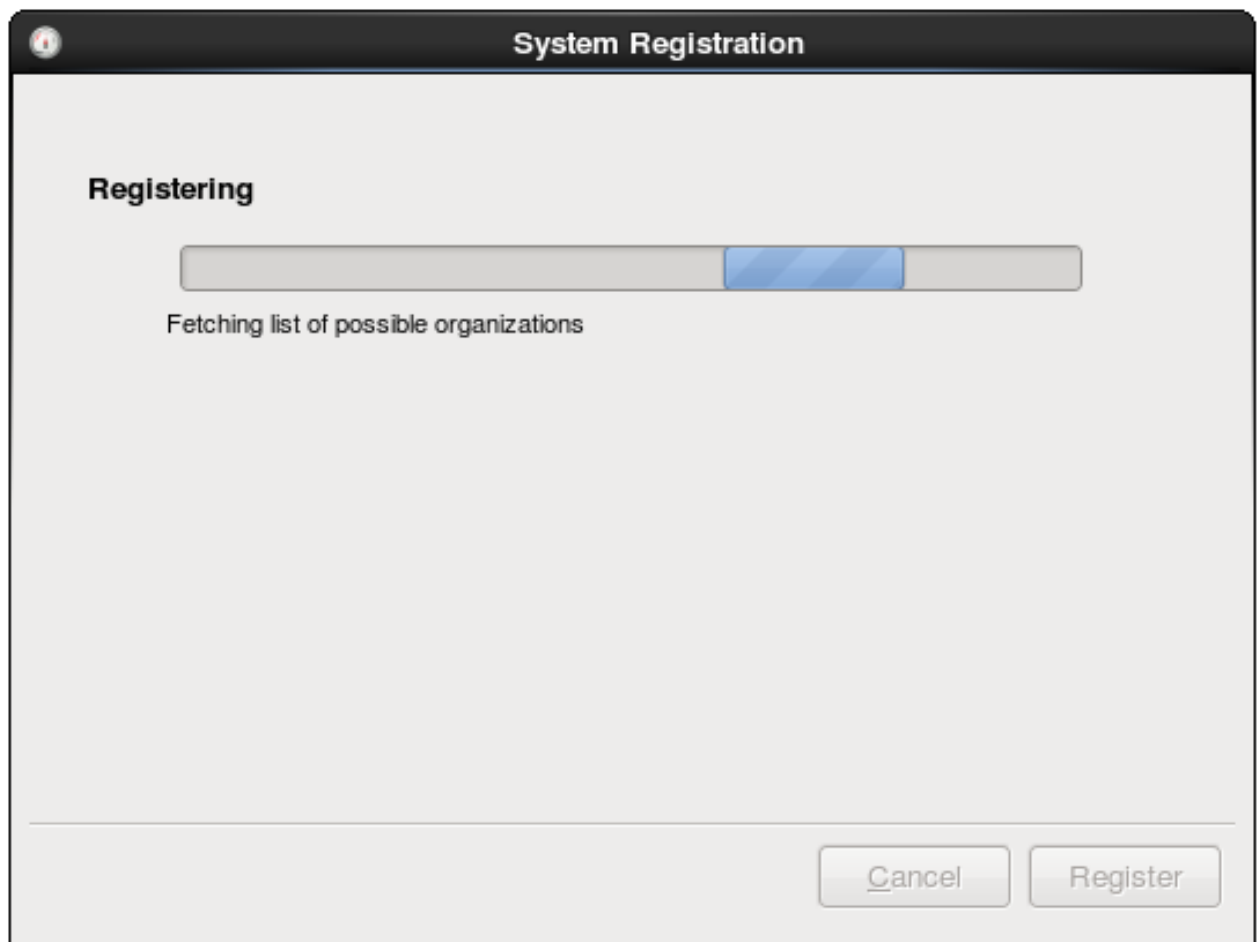 System Registration
Registering
Fetching list of possible organizations
Cancel
Register